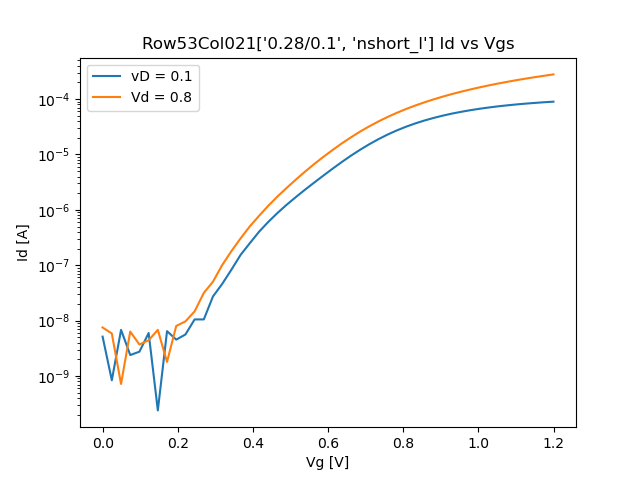 Row53Col021['0.28/0.1', 'nshort_l'] Id vs Vgs
vD = 0.1
Vd = 0.8
Id [A]
10⁻⁴
10⁻⁵
10⁻⁶
10⁻⁷
10⁻⁸
10⁻⁹
0.0 0.2 0.4 0.6 0.8 1.0 1.2
Vg [V]